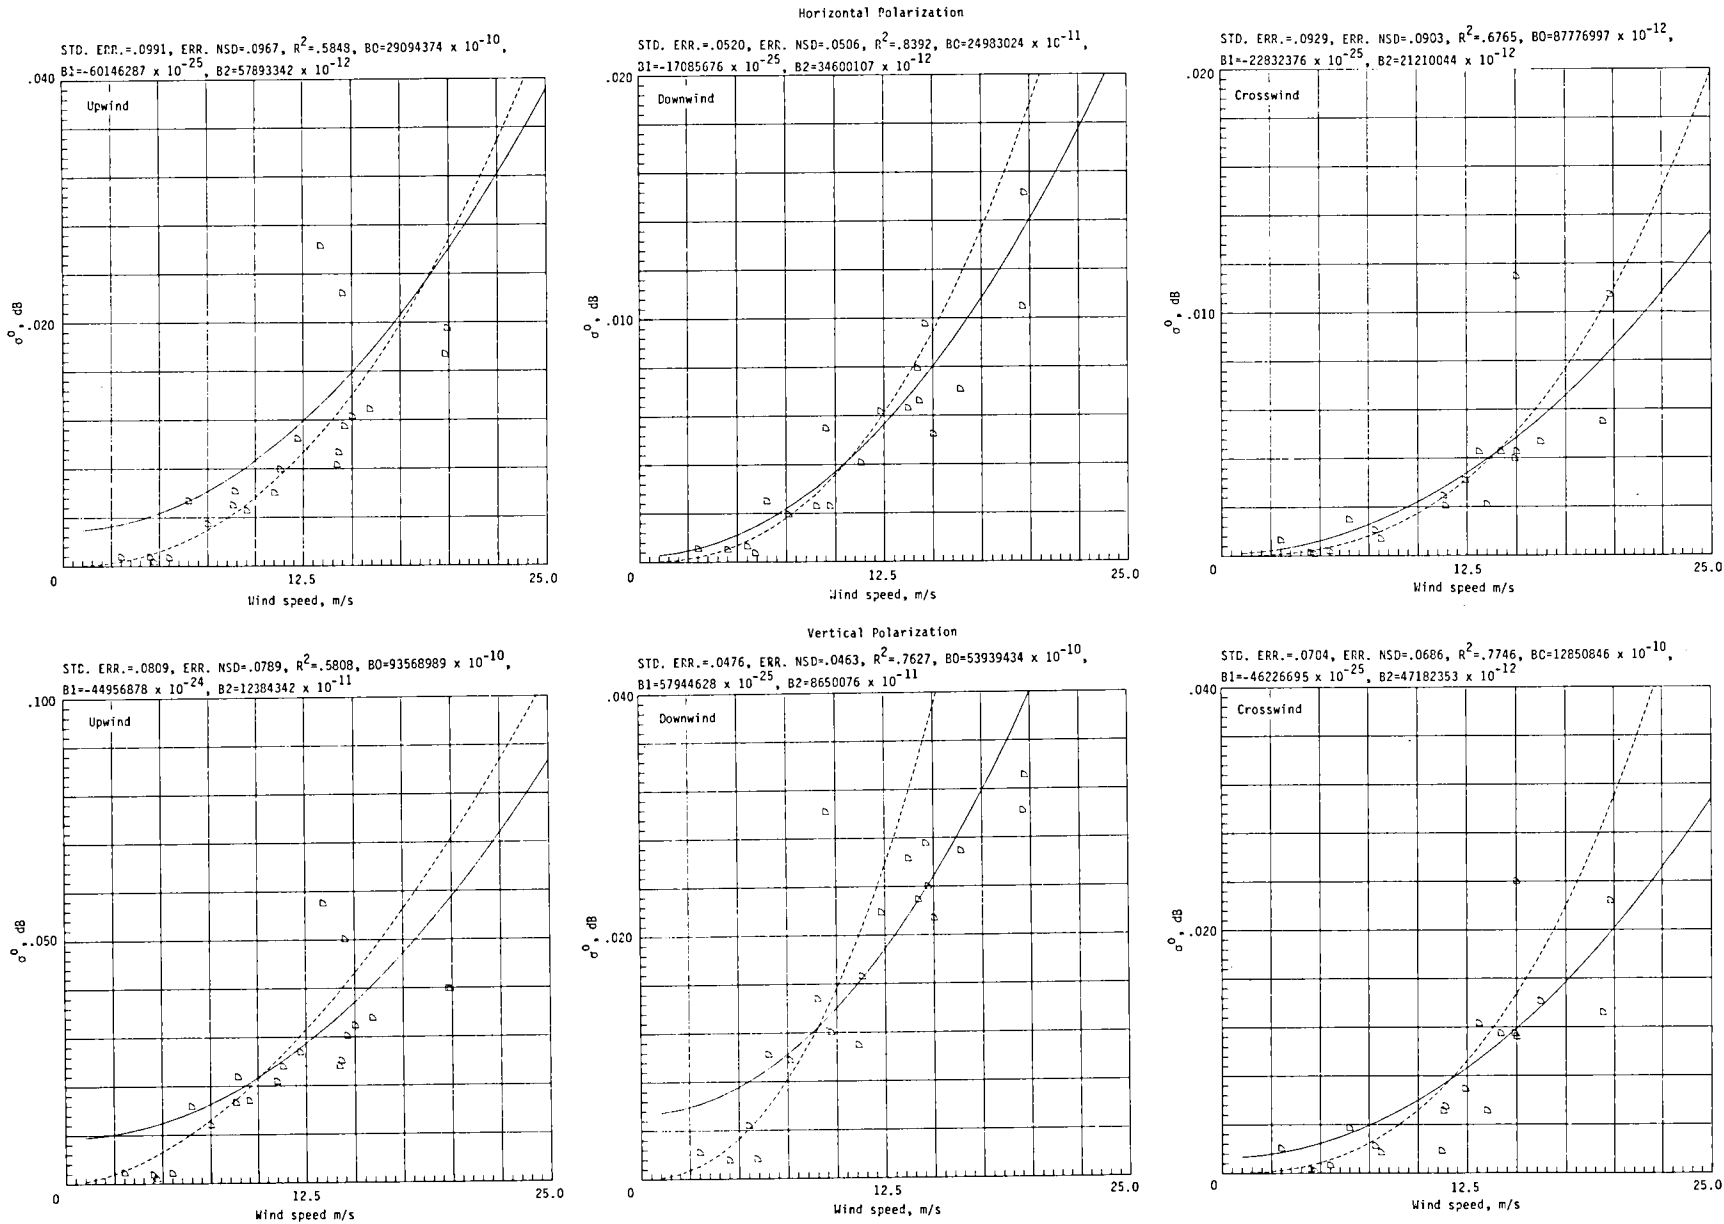 Horizontal Polarization
STD. ERR.=.0991, ERR. NSD=.0967, R²=.5848, BO=29094374 x 10⁻¹⁰,
B1=-60146287 x 10⁻²⁵, B2=57893342 x 10⁻¹²
.040
Upwind
.020
σ⁰, dB
0
12.5
25.0
Wind speed, m/s
STD. ERR.=.0520, ERR. NSD=.0506, R²=.8392, BC=24983024 x 10⁻¹¹,
B1=-17085676 x 10⁻²⁵, B2=34600107 x 10⁻¹²
.020
Downwind
.010
σ⁰, dB
0
12.5
25.0
Wind speed, m/s
STD. ERR.=.0929, ERR. NSD=.0903, R²=.6765, BO=87776997 x 10⁻¹²,
B1=-22832376 x 10⁻²⁵, B2=21210044 x 10⁻¹²
.020
Crosswind
.010
σ⁰, dB
0
12.5
25.0
Wind speed, m/s
Vertical Polarization
STD. ERR.=.0809, ERR. NSD=.0789, R²=.5808, BO=93568989 x 10⁻¹⁰,
B1=-44956878 x 10⁻²⁴, B2=12384342 x 10⁻¹¹
.100
Upwind
.050
σ⁰, dB
0
12.5
25.0
Wind speed m/s
STD. ERR.=.0476, ERR. NSD=.0463, R²=.7627, BO=53939434 x 10⁻¹⁰,
B1=57944628 x 10⁻²⁵, B2=8650076 x 10⁻¹¹
.040
Downwind
.020
σ⁰, dB
0
12.5
25.0
Wind speed, m/s
STD. ERR.=.0704, ERR. NSD=.0686, R²=.7746, BC=12850846 x 10⁻¹⁰,
B1=-46226695 x 10⁻²⁵, B2=47182353 x 10⁻¹²
.040
Crosswind
.020
σ⁰, dB
0
12.5
25.0
Wind speed, m/s